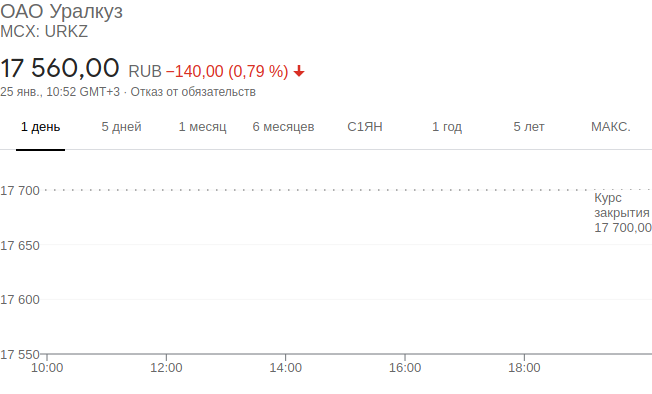 ОАО Уралкуз
MCX: URKZ
17 560,00 RUB −140,00 (0,79 %)
25 янв., 10:52 GMT+3 · Отказ от обязательств
1 день 5 дней 1 месяц 6 месяцев С1ЯН 1 год 5 лет МАКС.
17 700
Курс
закрытия
17 700,00
17 650
17 600
17 550
10:00 12:00 14:00 16:00 18:00